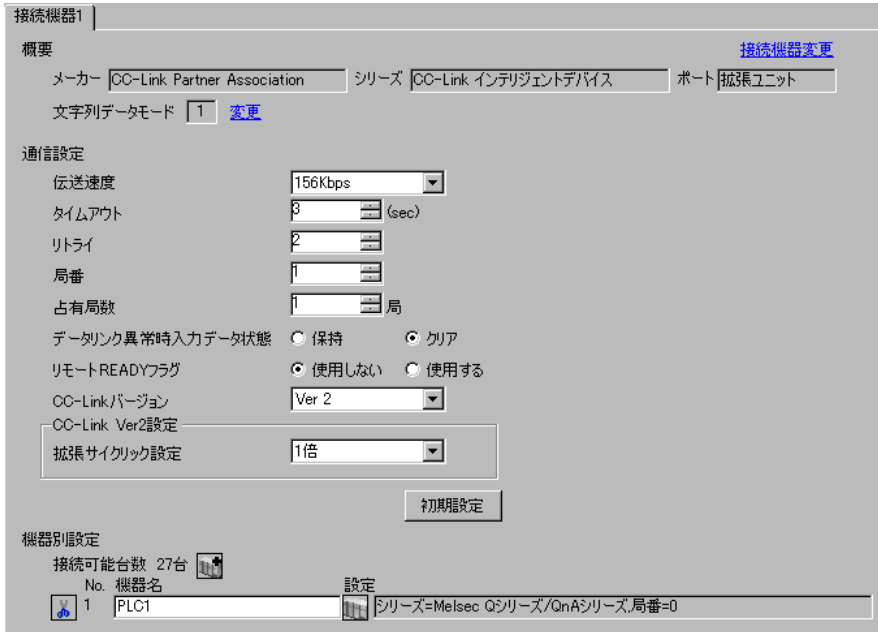 接続機器1
概要 接続機器変更
メーカー CC-Link Partner Association シリーズ CC-Link インテリジェントデバイス ポート 拡張ユニット
文字列データモード 1 変更
通信設定
伝送速度 156Kbps
タイムアウト 3 (sec)
リトライ 2
局番 1
占有局数 1 局
データリンク異常時入力データ状態 保持 クリア
リモートREADYフラグ 使用しない 使用する
CC-Linkバージョン Ver 2
CC-Link Ver2設定
拡張サイクリック設定 1倍
初期設定
機器別設定
接続可能台数 27台
No. 機器名 設定
1 PLC1 シリーズ=Melsec Qシリーズ/QnAシリーズ,局番=0